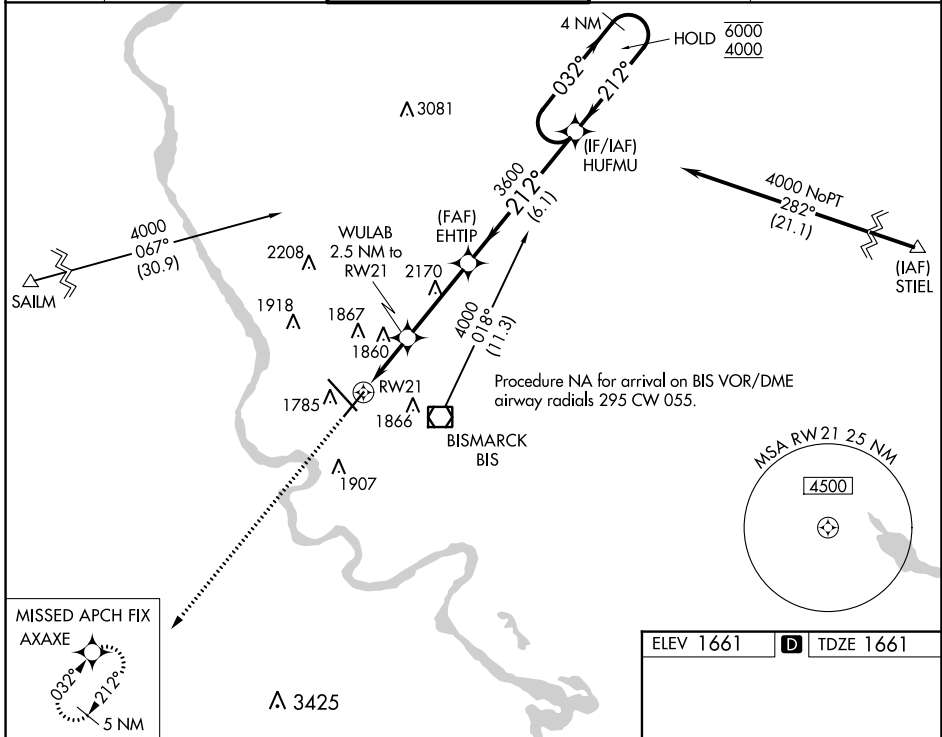 4 NM
HOLD
6000
4000
032°
212°
3081
(IF/IAF)
HUFMU
3600
212°
(6.1)
4000 NoPT
282°
(21.1)
(IAF)
STIEL
(FAF)
EHTIP
WULAB
2.5 NM to
RW21
4000
067°
(30.9)
SAILM
2208
2170
1918
1867
1860
4000
018°
(11.3)
RW21
1785
1866
Procedure NA for arrival on BIS VOR/DME
airway radials 295 CW 055.
BISMARCK
BIS
1907
MSA RW21 25 NM
4500
MISSED APCH FIX
AXAXE
032°
212°
5 NM
3425
ELEV 1661
D
TDZE 1661